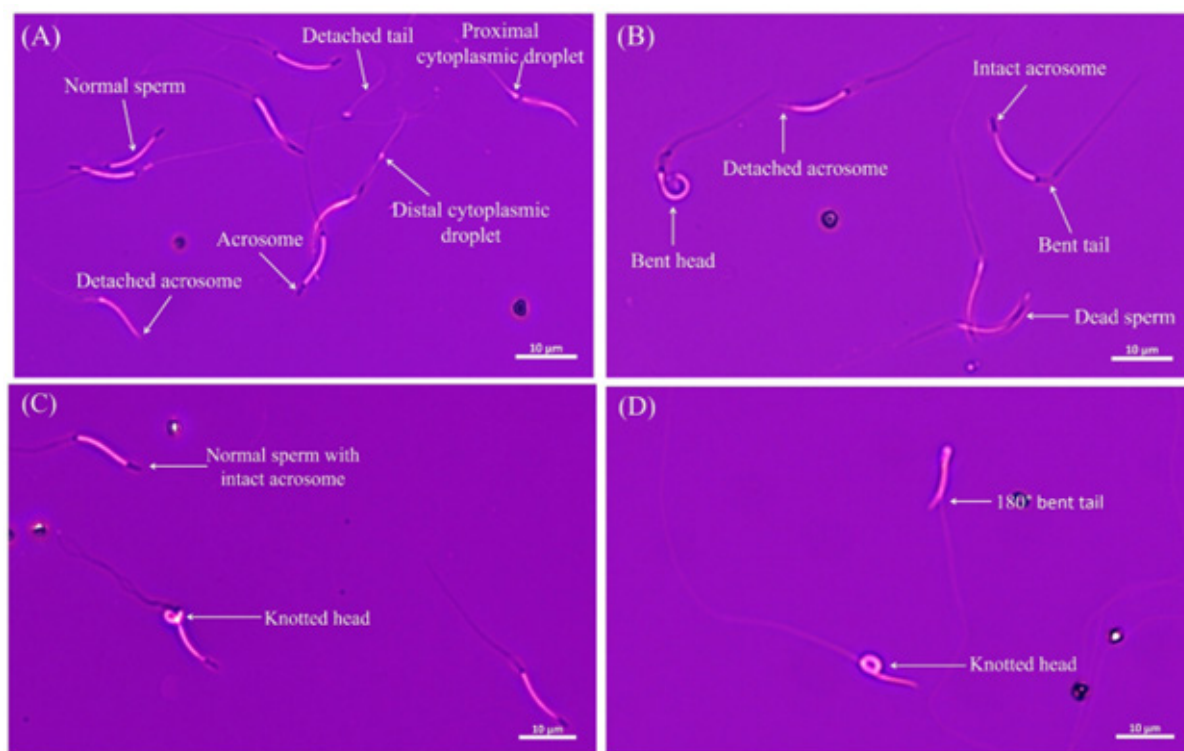 (A)
Detached tail
Proximal
cytoplasmic droplet
Normal sperm
Acrosome
Distal cytoplasmic
droplet
Detached acrosome
10 µm
(B)
Intact acrosome
Detached acrosome
Bent head
Bent tail
Dead sperm
10 µm
(C)
Normal sperm with
intact acrosome
Knotted head
10 µm
(D)
180° bent tail
Knotted head
10 µm